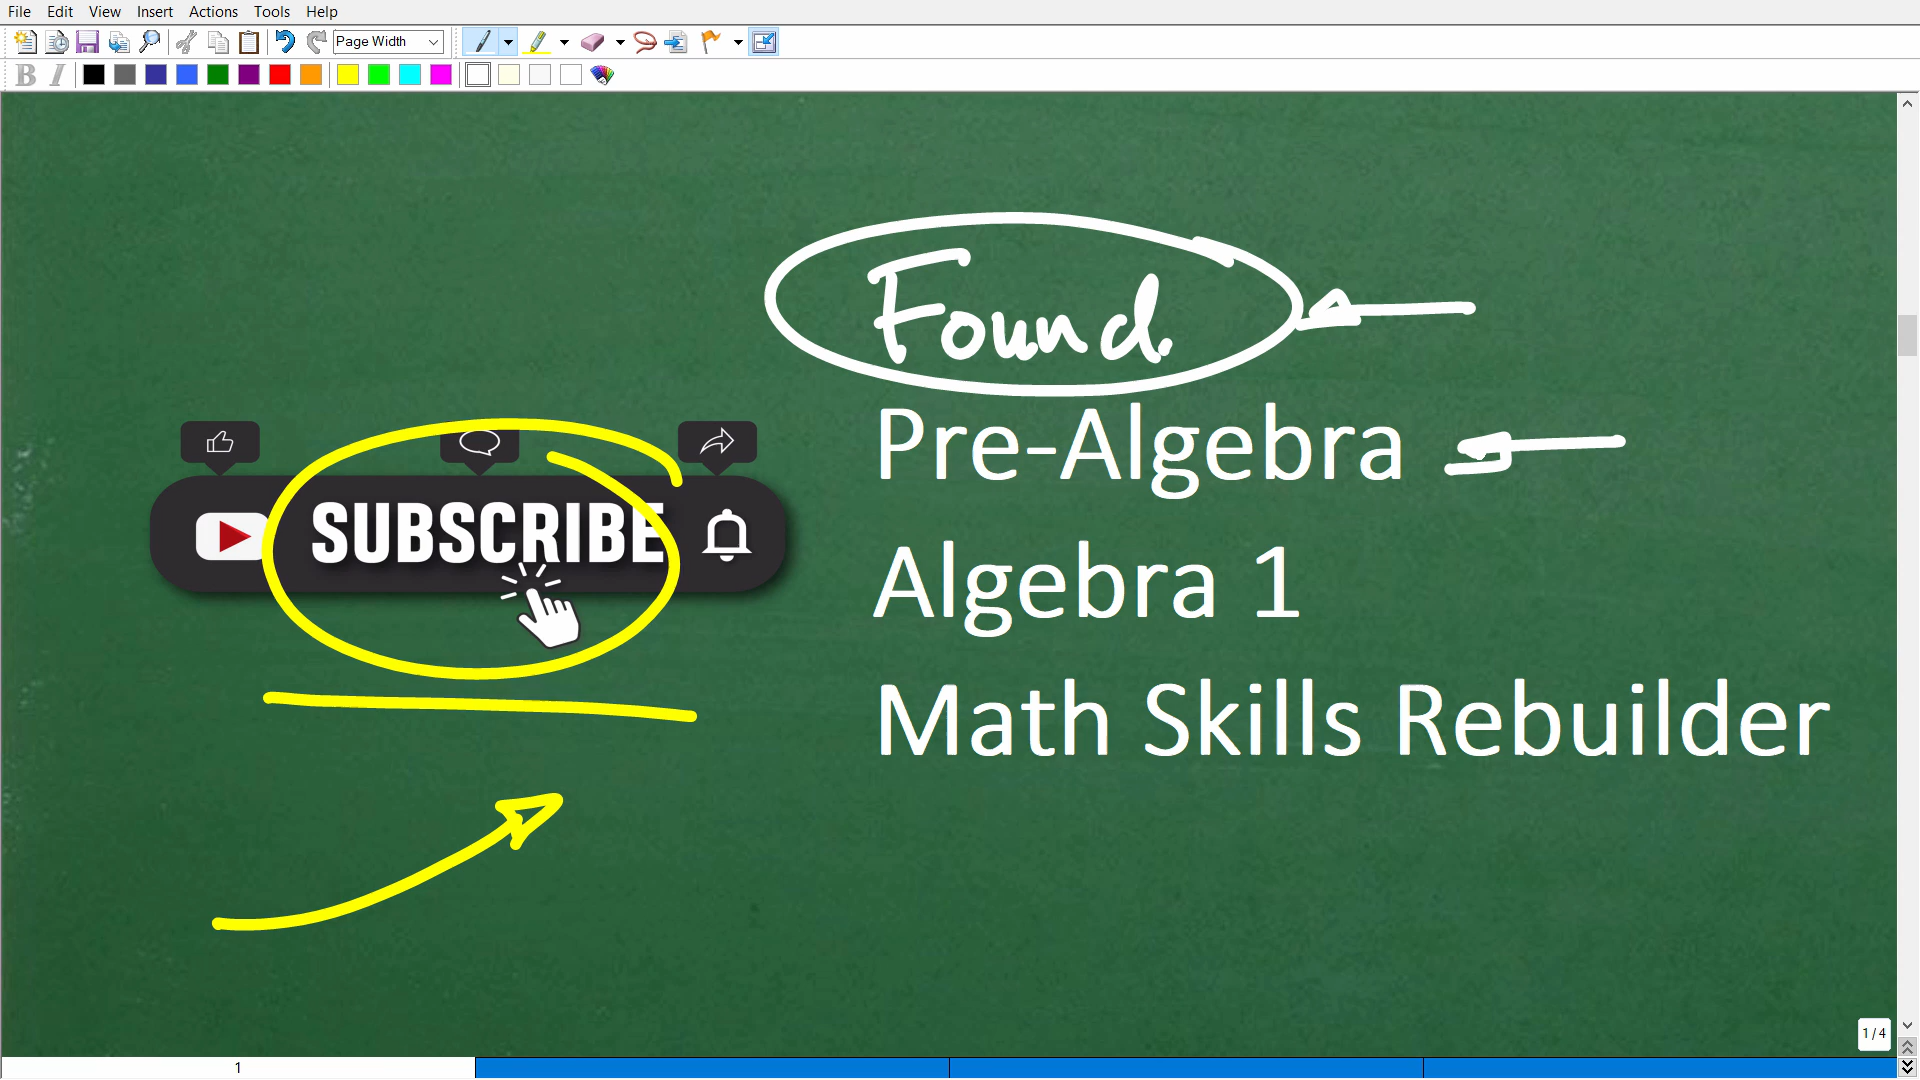 File Edit View Insert Actions Tools Help
Page Width
B I
Found.
Pre-Algebra
SUBSCRIBE
Algebra 1
Math Skills Rebuilder
1 / 4
1